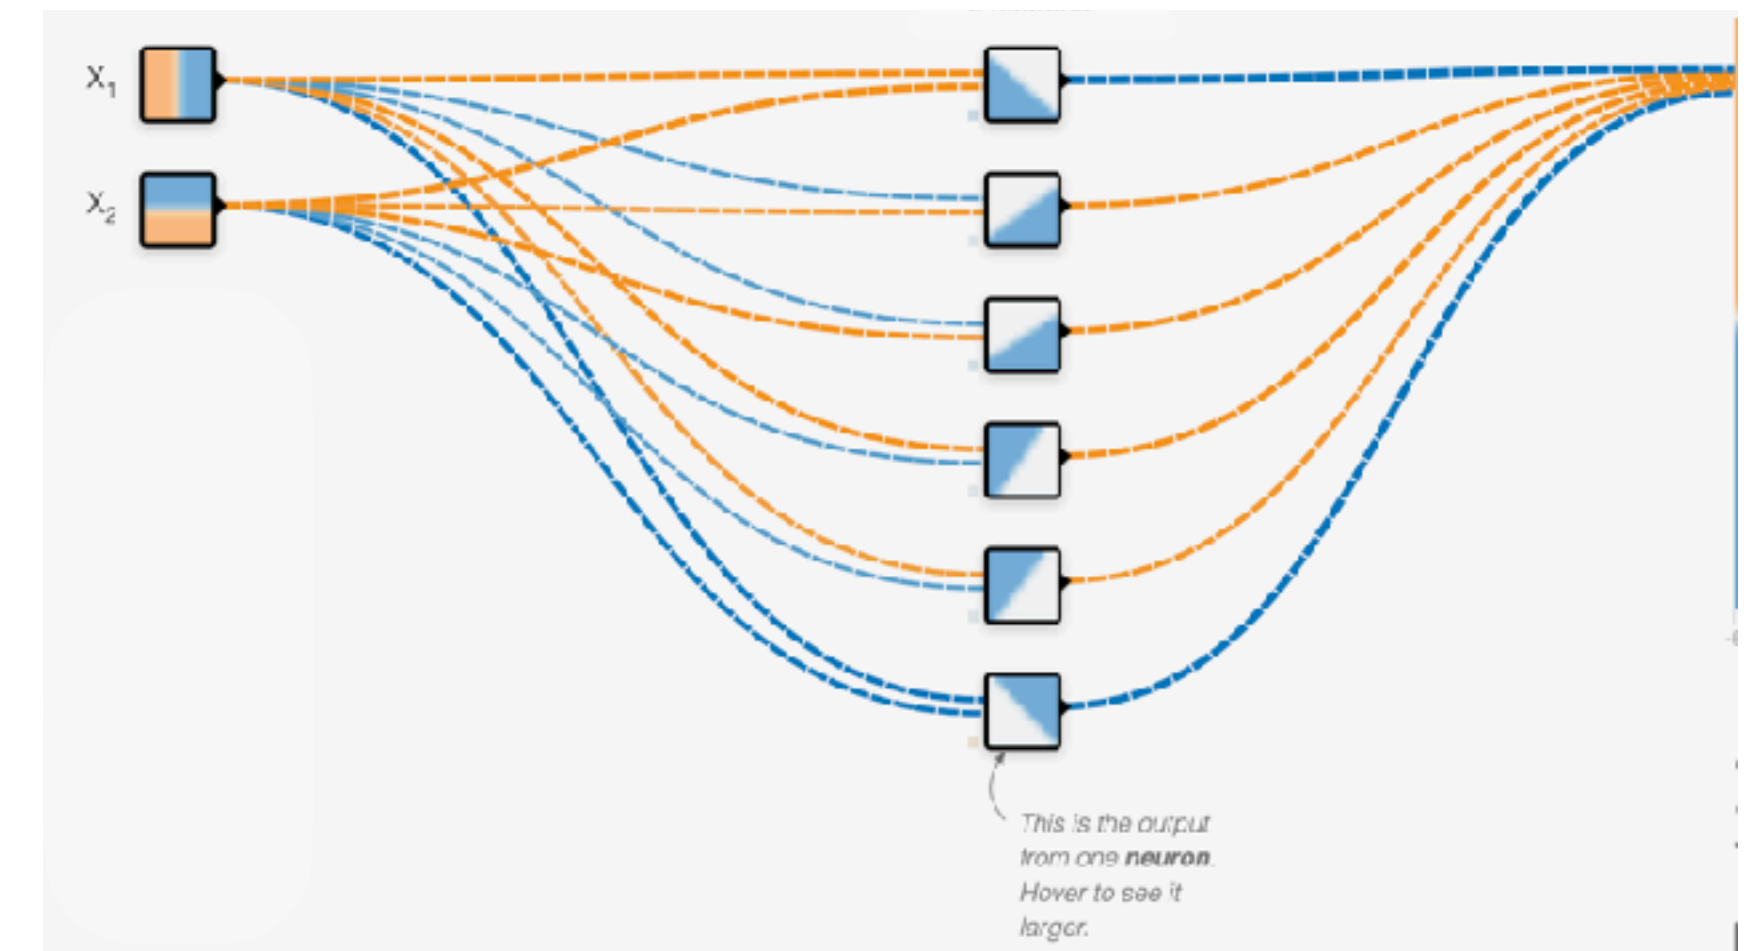 X₁
X₂
This is the output
from one neuron.
Hover to see it
larger.